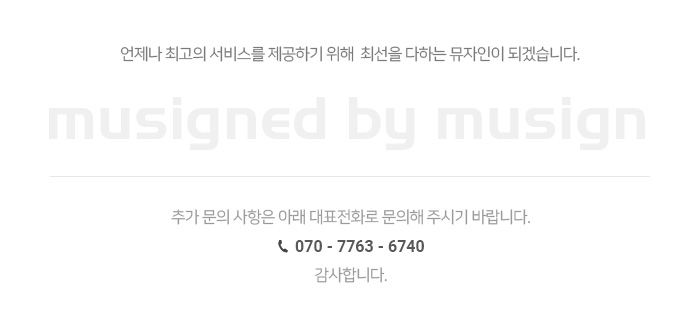 언제나 최고의 서비스를 제공하기 위해 최선을 다하는 뮤자인이 되겠습니다.
musigned by musign
추가 문의 사항은 아래 대표전화로 문의해 주시기 바랍니다.
070 - 7763 - 6740
감사합니다.